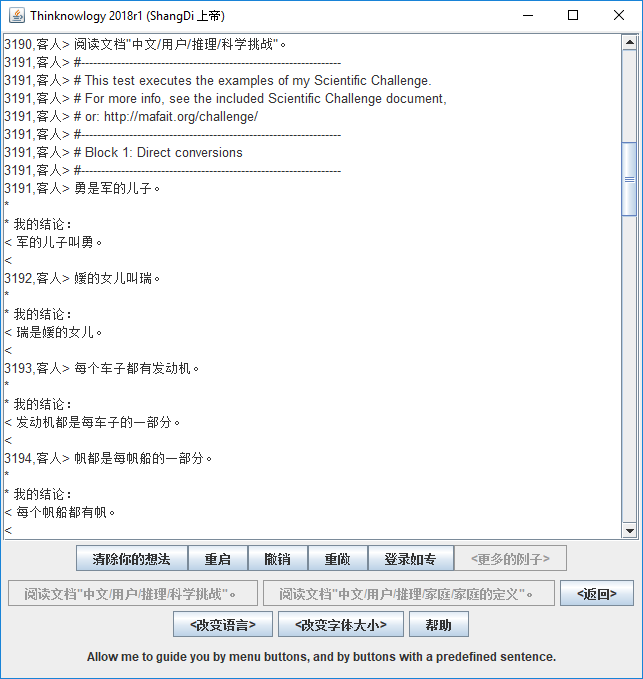 Thinknowlogy 2018r1 (ShangDi 上帝)
3190,客人> 阅读文档"中文/用户/推理/科学挑战"。
3191,客人> #----------------------------------------------------------------
3191,客人> # This test executes the examples of my Scientific Challenge.
3191,客人> # For more info, see the included Scientific Challenge document,
3191,客人> # or: http://mafait.org/challenge/
3191,客人> #----------------------------------------------------------------
3191,客人> # Block 1: Direct conversions
3191,客人> #----------------------------------------------------------------
3191,客人> 勇是军的儿子。
*
* 我的结论：
< 军的儿子叫勇。
<
3192,客人> 媛的女儿叫瑞。
*
* 我的结论：
< 瑞是媛的女儿。
<
3193,客人> 每个车子都有发动机。
*
* 我的结论：
< 发动机都是每车子的一部分。
<
3194,客人> 帆都是每帆船的一部分。
*
* 我的结论：
< 每个帆船都有帆。
<
清除你的想法 重启 撤销 重做 登录如专 <更多的例子>
阅读文档"中文/用户/推理/科学挑战"。 阅读文档"中文/用户/推理/家庭/家庭的定义"。 <返回>
<改变语言> <改变字体大小> 帮助
Allow me to guide you by menu buttons, and by buttons with a predefined sentence.